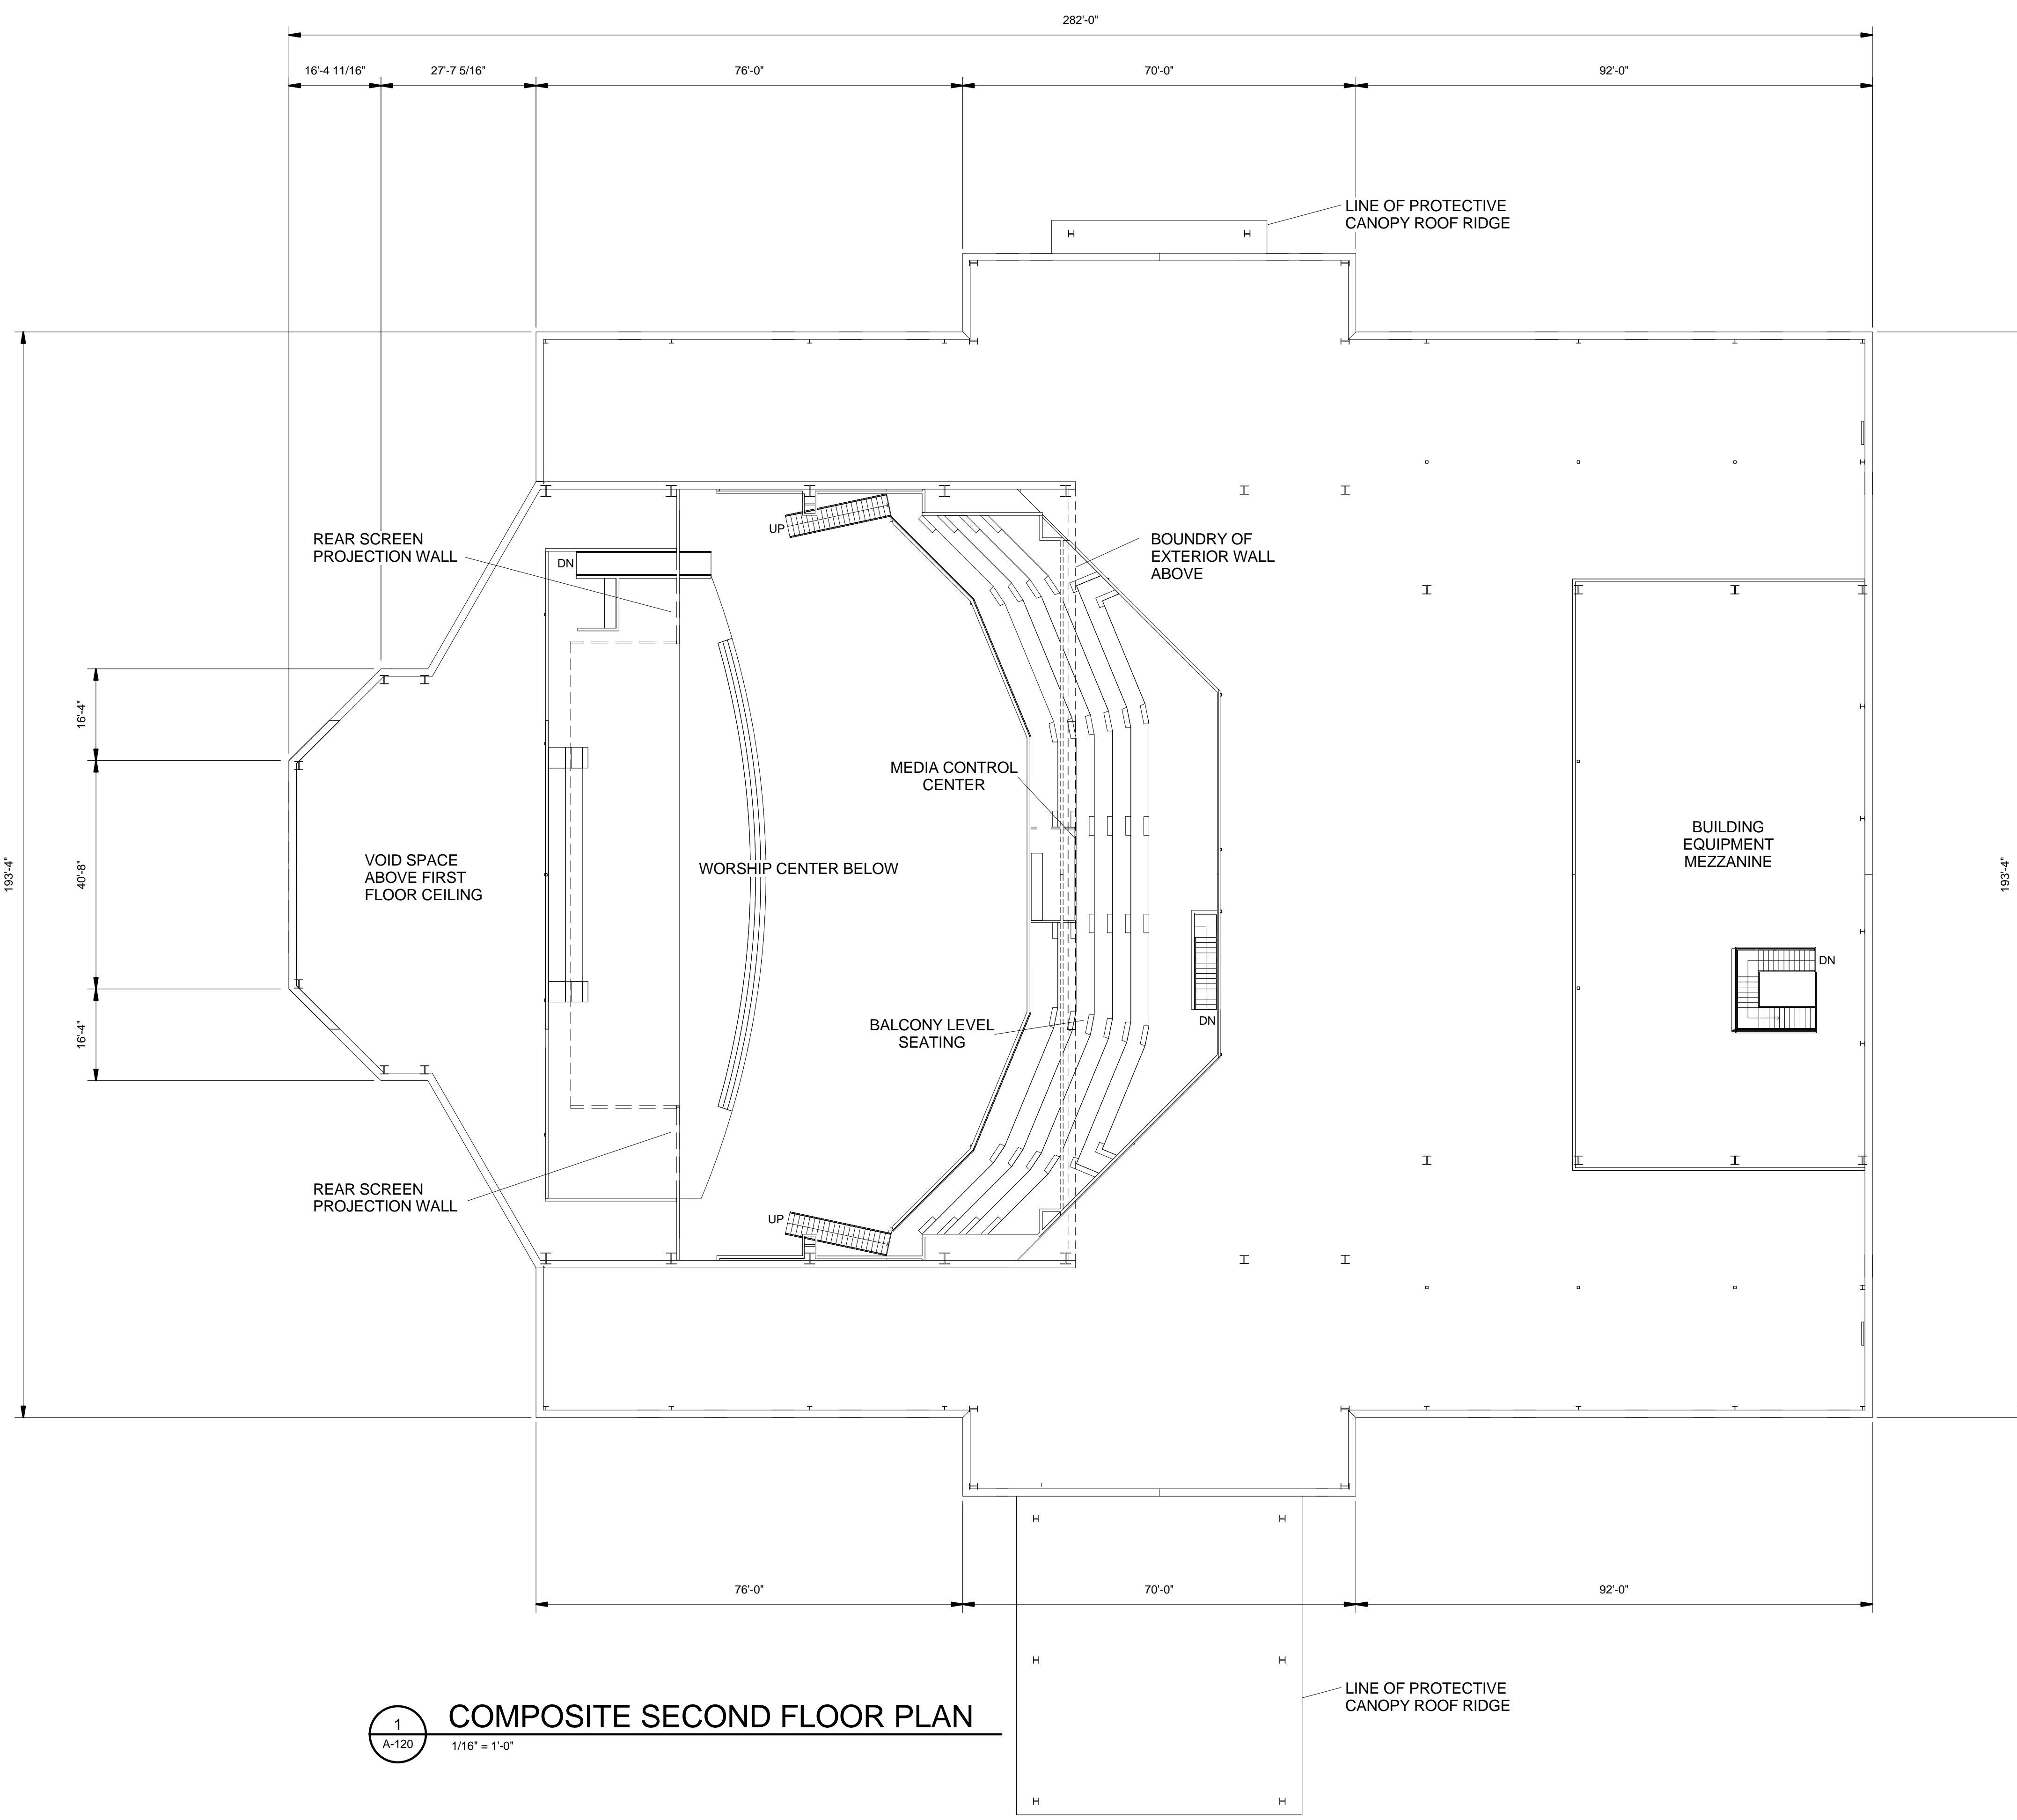 282'-0"
16'-4 11/16"
27'-7 5/16"
76'-0"
70'-0"
92'-0"
LINE OF PROTECTIVE
CANOPY ROOF RIDGE
UP
REAR SCREEN
PROJECTION WALL
DN
BOUNDRY OF
EXTERIOR WALL
ABOVE
16'-4"
MEDIA CONTROL
CENTER
BUILDING
EQUIPMENT
MEZZANINE
193'-4"
40'-8"
VOID SPACE
ABOVE FIRST
FLOOR CEILING
WORSHIP CENTER BELOW
193'-4"
DN
16'-4"
BALCONY LEVEL
SEATING
DN
REAR SCREEN
PROJECTION WALL
UP
76'-0"
70'-0"
92'-0"
LINE OF PROTECTIVE
CANOPY ROOF RIDGE
1
A-120
COMPOSITE SECOND FLOOR PLAN
1/16" = 1'-0"